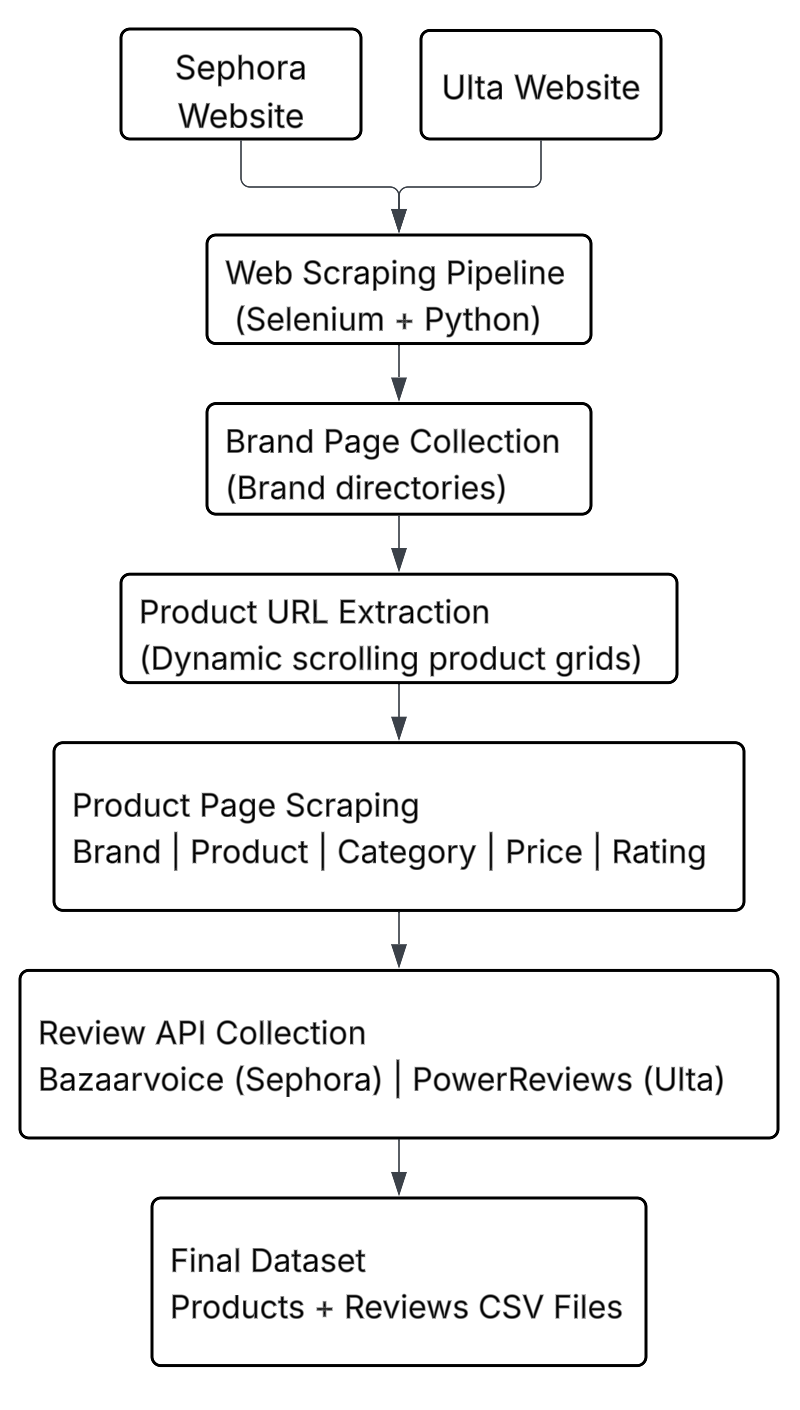 Sephora
Website
Ulta Website
Web Scraping Pipeline
(Selenium + Python)
Brand Page Collection
(Brand directories)
Product URL Extraction
(Dynamic scrolling product grids)
Product Page Scraping
Brand | Product | Category | Price | Rating
Review API Collection
Bazaarvoice (Sephora) | PowerReviews (Ulta)
Final Dataset
Products + Reviews CSV Files